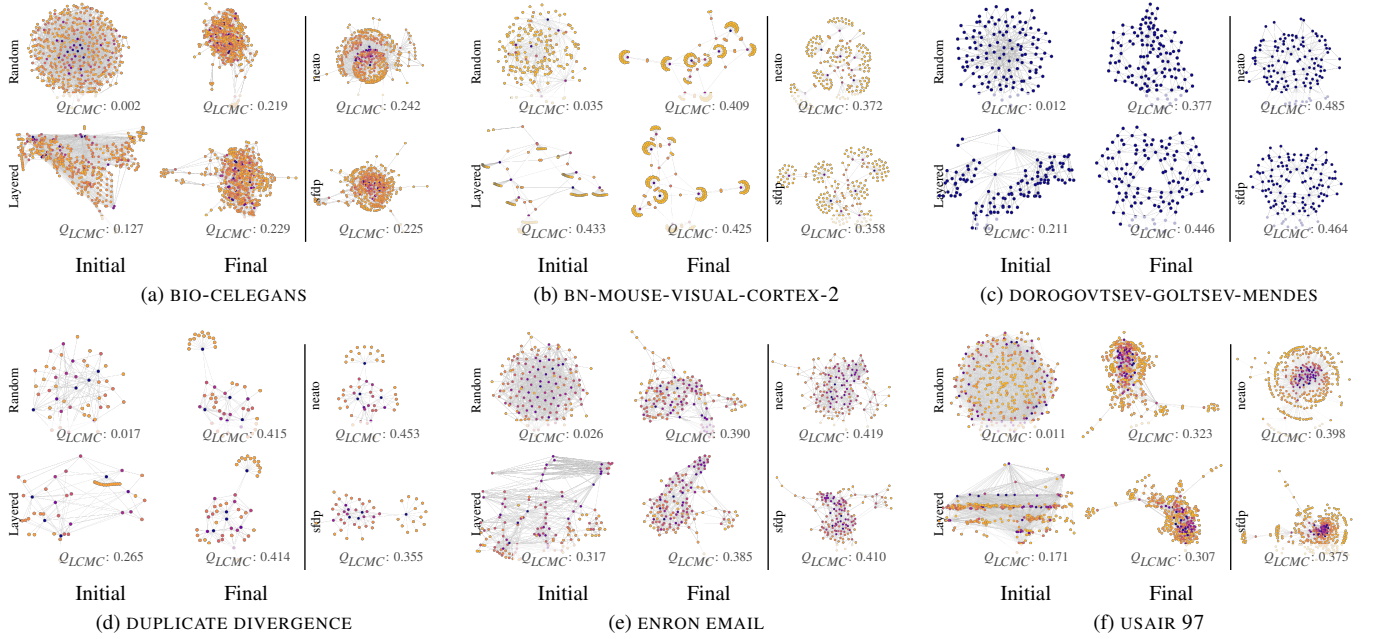 Random
Q_LCMC: 0.002
Q_LCMC: 0.219
neato
Q_LCMC: 0.242
Layered
Q_LCMC: 0.127
Q_LCMC: 0.229
sfdp
Q_LCMC: 0.225
Initial
Final
(a) BIO-CELEGANS
Random
Q_LCMC: 0.035
Q_LCMC: 0.409
neato
Q_LCMC: 0.372
Layered
Q_LCMC: 0.433
Q_LCMC: 0.425
sfdp
Q_LCMC: 0.358
Initial
Final
(b) BN-MOUSE-VISUAL-CORTEX-2
Random
Q_LCMC: 0.012
Q_LCMC: 0.377
neato
Q_LCMC: 0.485
Layered
Q_LCMC: 0.211
Q_LCMC: 0.446
sfdp
Q_LCMC: 0.464
Initial
Final
(c) DOROGOVTSEV-GOLTSEV-MENDES
Random
Q_LCMC: 0.017
Q_LCMC: 0.415
neato
Q_LCMC: 0.453
Layered
Q_LCMC: 0.265
Q_LCMC: 0.414
sfdp
Q_LCMC: 0.355
Initial
Final
(d) DUPLICATE DIVERGENCE
Random
Q_LCMC: 0.026
Q_LCMC: 0.390
neato
Q_LCMC: 0.419
Layered
Q_LCMC: 0.317
Q_LCMC: 0.385
sfdp
Q_LCMC: 0.410
Initial
Final
(e) ENRON EMAIL
Random
Q_LCMC: 0.011
Q_LCMC: 0.323
neato
Q_LCMC: 0.398
Layered
Q_LCMC: 0.171
Q_LCMC: 0.307
sfdp
Q_LCMC: 0.375
Initial
Final
(f) USAIR 97